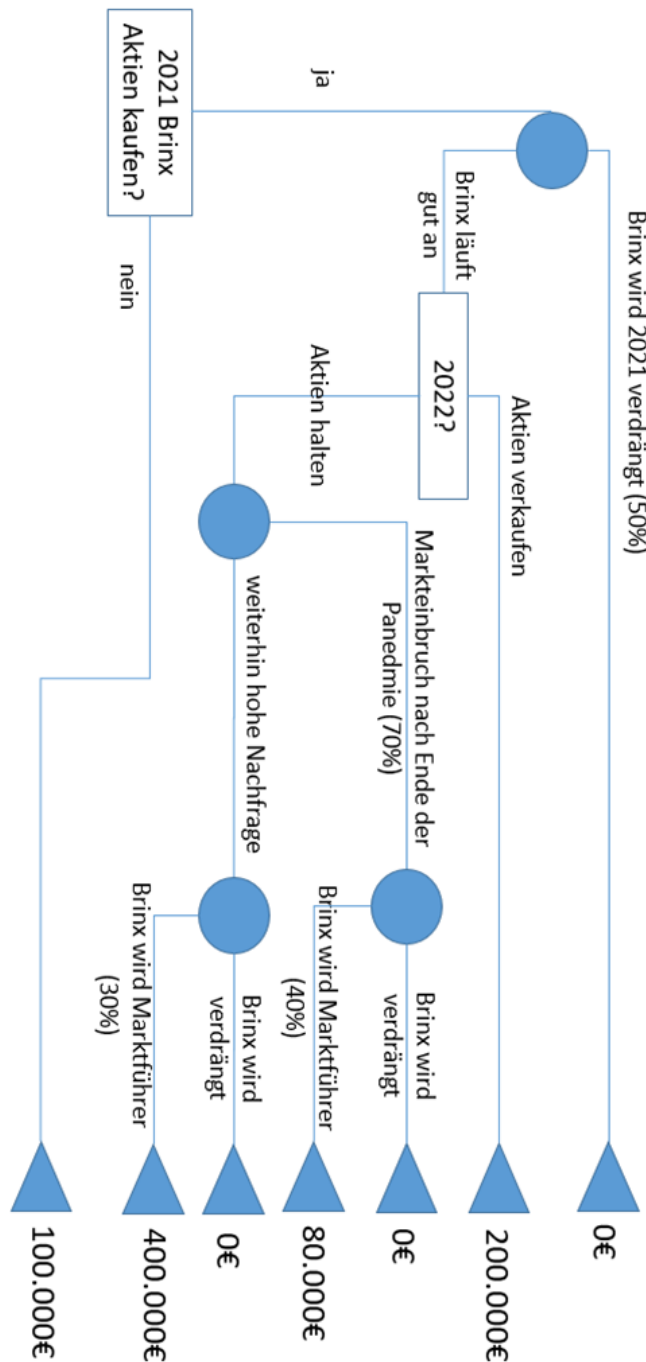 2021 Brinx
Aktien kaufen?
ja
nein
Brinx wird 2021 verdrängt (50%)
0€
Brinx läuft
gut an
2022?
Aktien verkaufen
200.000€
Aktien halten
Markteinbruch nach Ende der
Panedmie (70%)
Brinx wird
verdrängt
0€
Brinx wird Marktführer
(40%)
80.000€
weiterhin hohe Nachfrage
Brinx wird
verdrängt
0€
Brinx wird Marktführer
(30%)
400.000€
100.000€